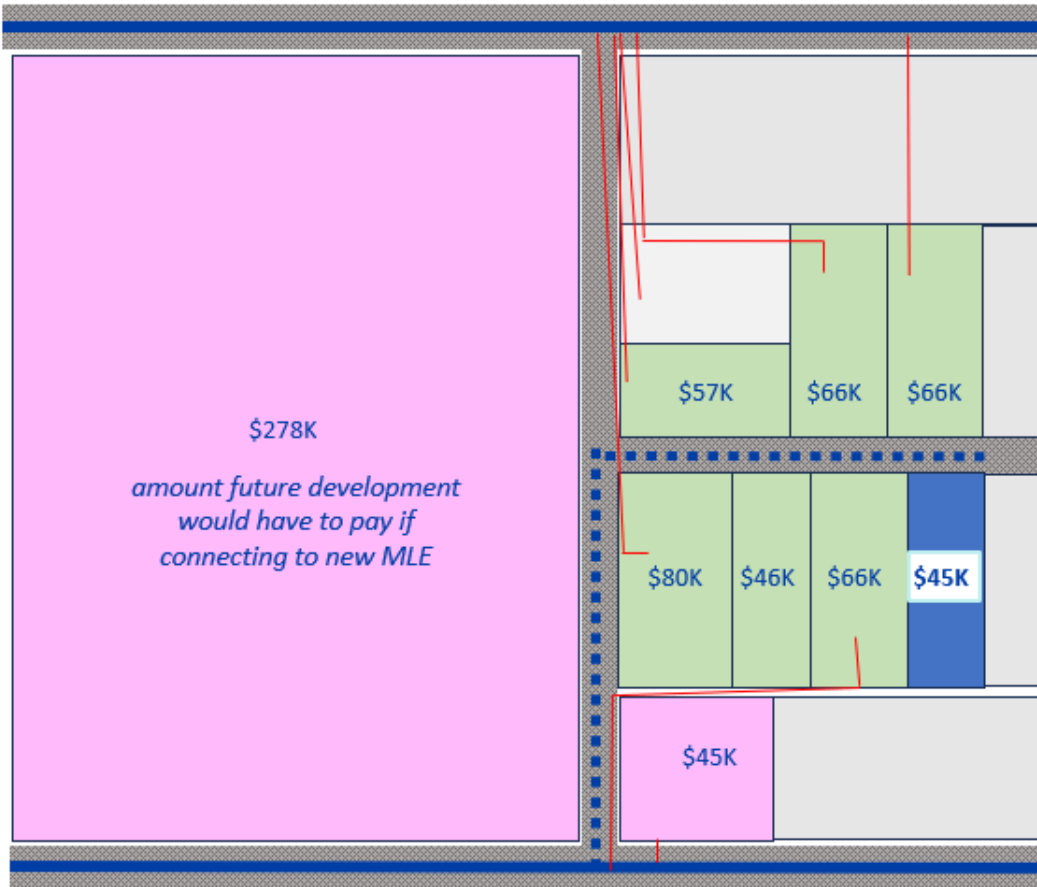 $57K
$66K
$66K
$278K
amount future development
would have to pay if
connecting to new MLE
$80K
$46K
$66K
$45K
$45K